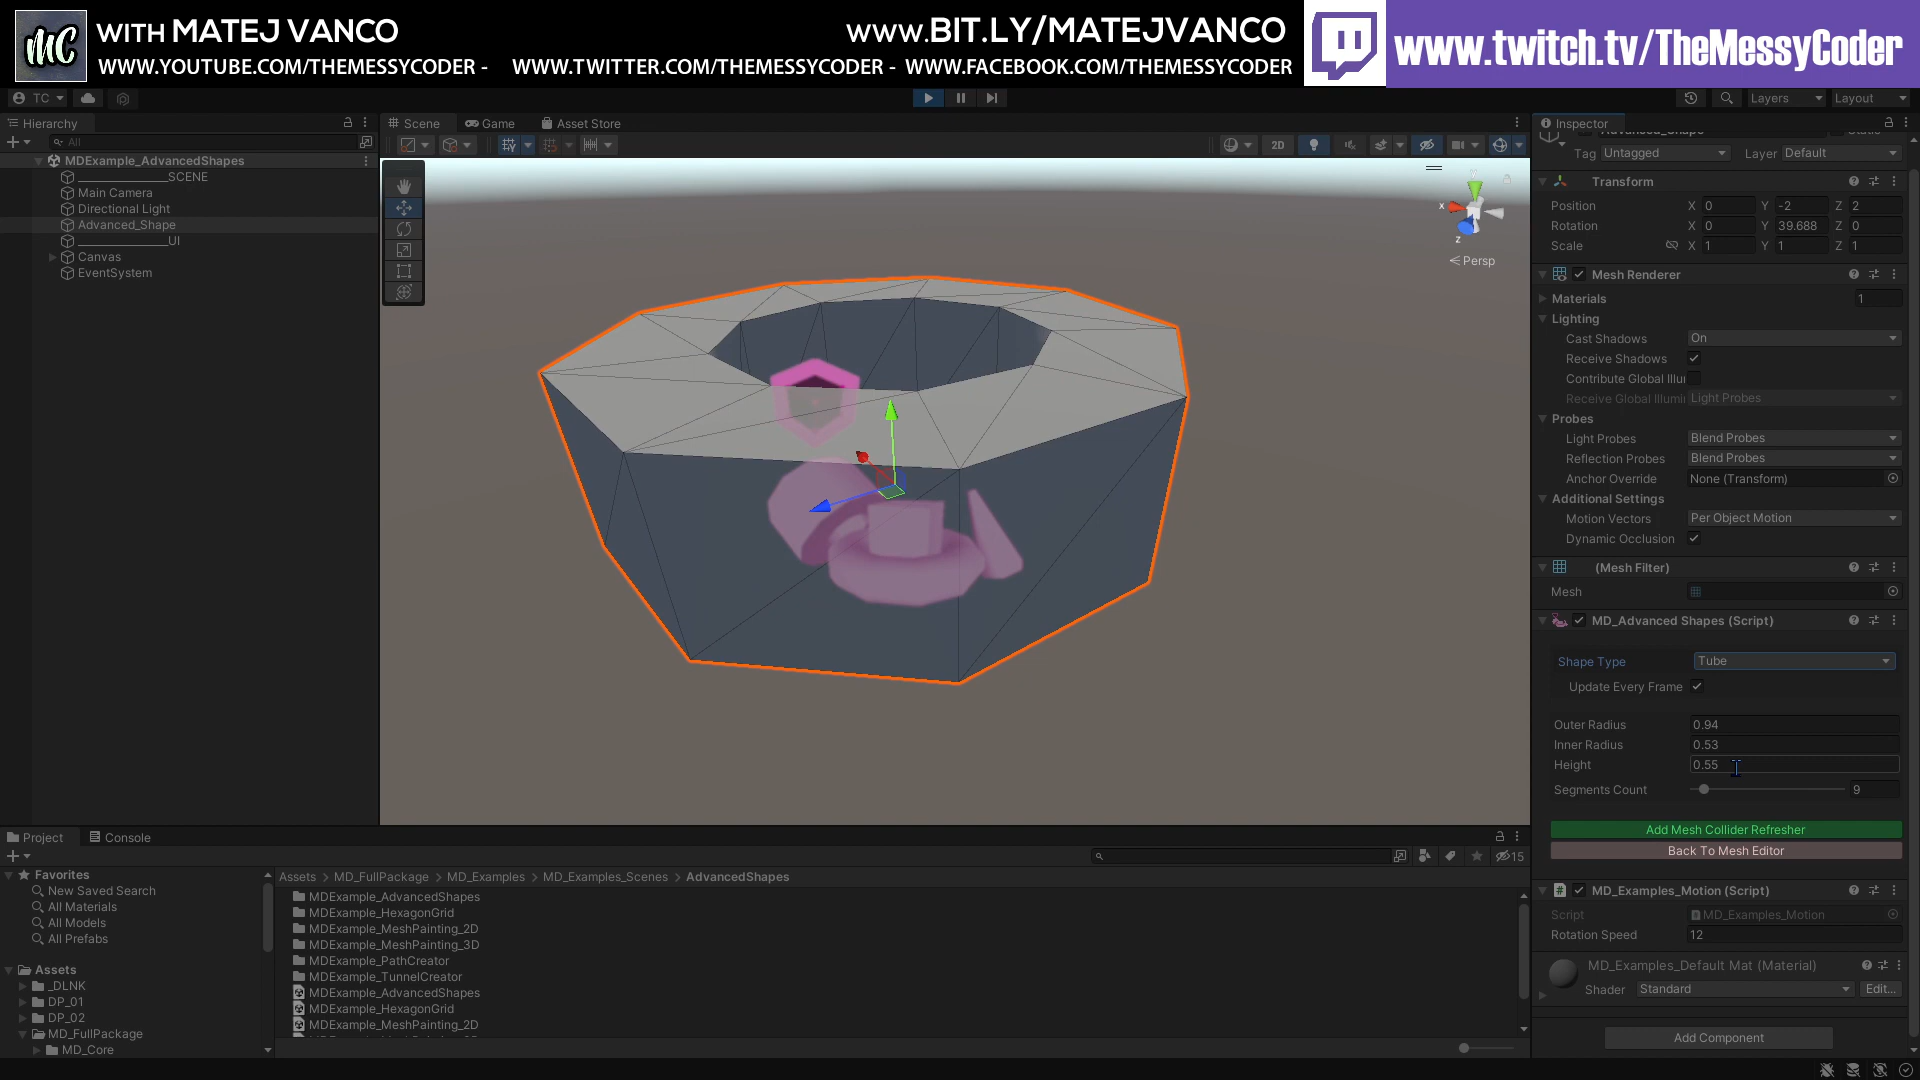 MC WITH MATEJ VANCO
WWW.BIT.LY/MATEJVANCO
WWW.YOUTUBE.COM/THEMESSYCODER - WWW.TWITTER.COM/THEMESSYCODER - WWW.FACEBOOK.COM/THEMESSYCODER
www.twitch.tv/TheMessyCoder
TC
Layers
Layout
Hierarchy
All
MDExample_AdvancedShapes
______________SCENE
Main Camera
Directional Light
Advanced_Shape
______________UI
Canvas
EventSystem
Scene
Game
Asset Store
2D
y
x
z
Persp
Inspector
Tag Untagged Layer Default
Transform
Position X 0 Y -2 Z 2
Rotation X 0 Y 39.688 Z 0
Scale X 1 Y 1 Z 1
Mesh Renderer
Materials 1
Lighting
Cast Shadows On
Receive Shadows
Contribute Global Illu
Receive Global Illumi Light Probes
Probes
Light Probes Blend Probes
Reflection Probes Blend Probes
Anchor Override None (Transform)
Additional Settings
Motion Vectors Per Object Motion
Dynamic Occlusion
(Mesh Filter)
Mesh
MD_Advanced Shapes (Script)
Shape Type Tube
Update Every Frame
Outer Radius 0.94
Inner Radius 0.53
Height 0.55
Segments Count 9
Add Mesh Collider Refresher
Back To Mesh Editor
MD_Examples_Motion (Script)
Script MD_Examples_Motion
Rotation Speed 12
MD_Examples_Default Mat (Material)
Shader Standard Edit...
Add Component
Project
Console
15
Favorites
New Saved Search
All Materials
All Models
All Prefabs
Assets
_DLNK
DP_01
DP_02
MD_FullPackage
MD_Core
Assets > MD_FullPackage > MD_Examples > MD_Examples_Scenes > AdvancedShapes
MDExample_AdvancedShapes
MDExample_HexagonGrid
MDExample_MeshPainting_2D
MDExample_MeshPainting_3D
MDExample_PathCreator
MDExample_TunnelCreator
MDExample_AdvancedShapes
MDExample_HexagonGrid
MDExample_MeshPainting_2D